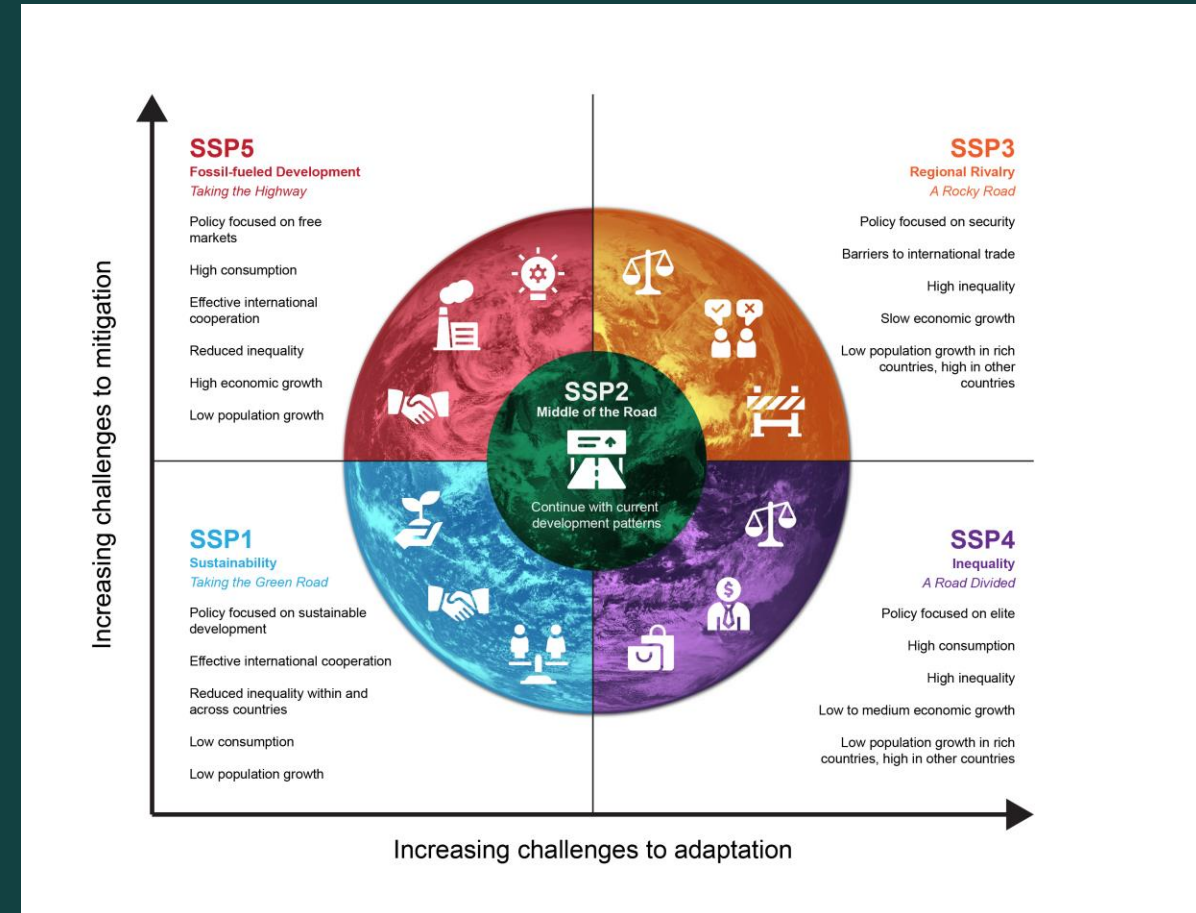 Increasing challenges to mitigation
SSP5
Fossil-fueled Development
Taking the Highway
Policy focused on free
markets
High consumption
Effective international
cooperation
Reduced inequality
High economic growth
Low population growth
SSP3
Regional Rivalry
A Rocky Road
Policy focused on security
Barriers to international trade
High inequality
Slow economic growth
Low population growth in rich
countries, high in other
countries
SSP2
Middle of the Road
Continue with current
development patterns
SSP1
Sustainability
Taking the Green Road
Policy focused on sustainable
development
Effective international cooperation
Reduced inequality within and
across countries
Low consumption
Low population growth
SSP4
Inequality
A Road Divided
Policy focused on elite
High consumption
High inequality
Low to medium economic growth
Low population growth in rich
countries, high in other countries
$
Increasing challenges to adaptation